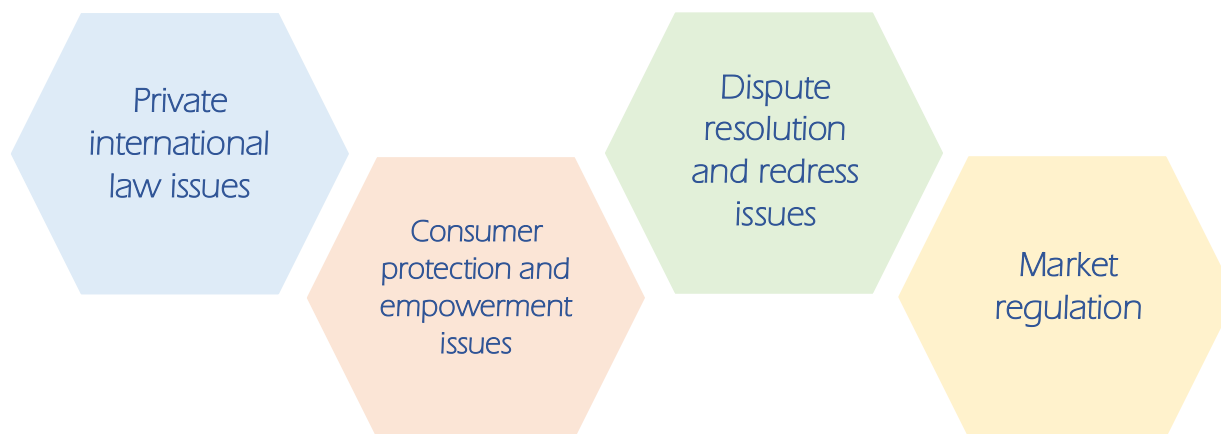 Private
international
law issues
Consumer
protection and
empowerment
issues
Dispute
resolution
and redress
issues
Market
regulation